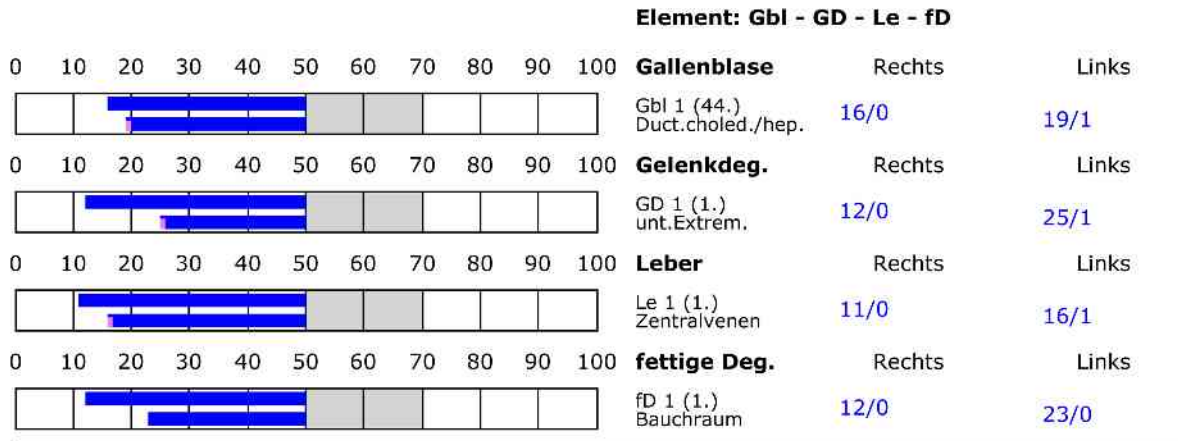 Element: Gbl - GD - Le - fD
0 10 20 30 40 50 60 70 80 90 100 Gallenblase Rechts Links
Gbl 1 (44.)
Duct.choled./hep. 16/0 19/1
0 10 20 30 40 50 60 70 80 90 100 Gelenkdeg. Rechts Links
GD 1 (1.)
unt.Extrem. 12/0 25/1
0 10 20 30 40 50 60 70 80 90 100 Leber Rechts Links
Le 1 (1.)
Zentralvenen 11/0 16/1
0 10 20 30 40 50 60 70 80 90 100 fettige Deg. Rechts Links
fD 1 (1.)
Bauchraum 12/0 23/0